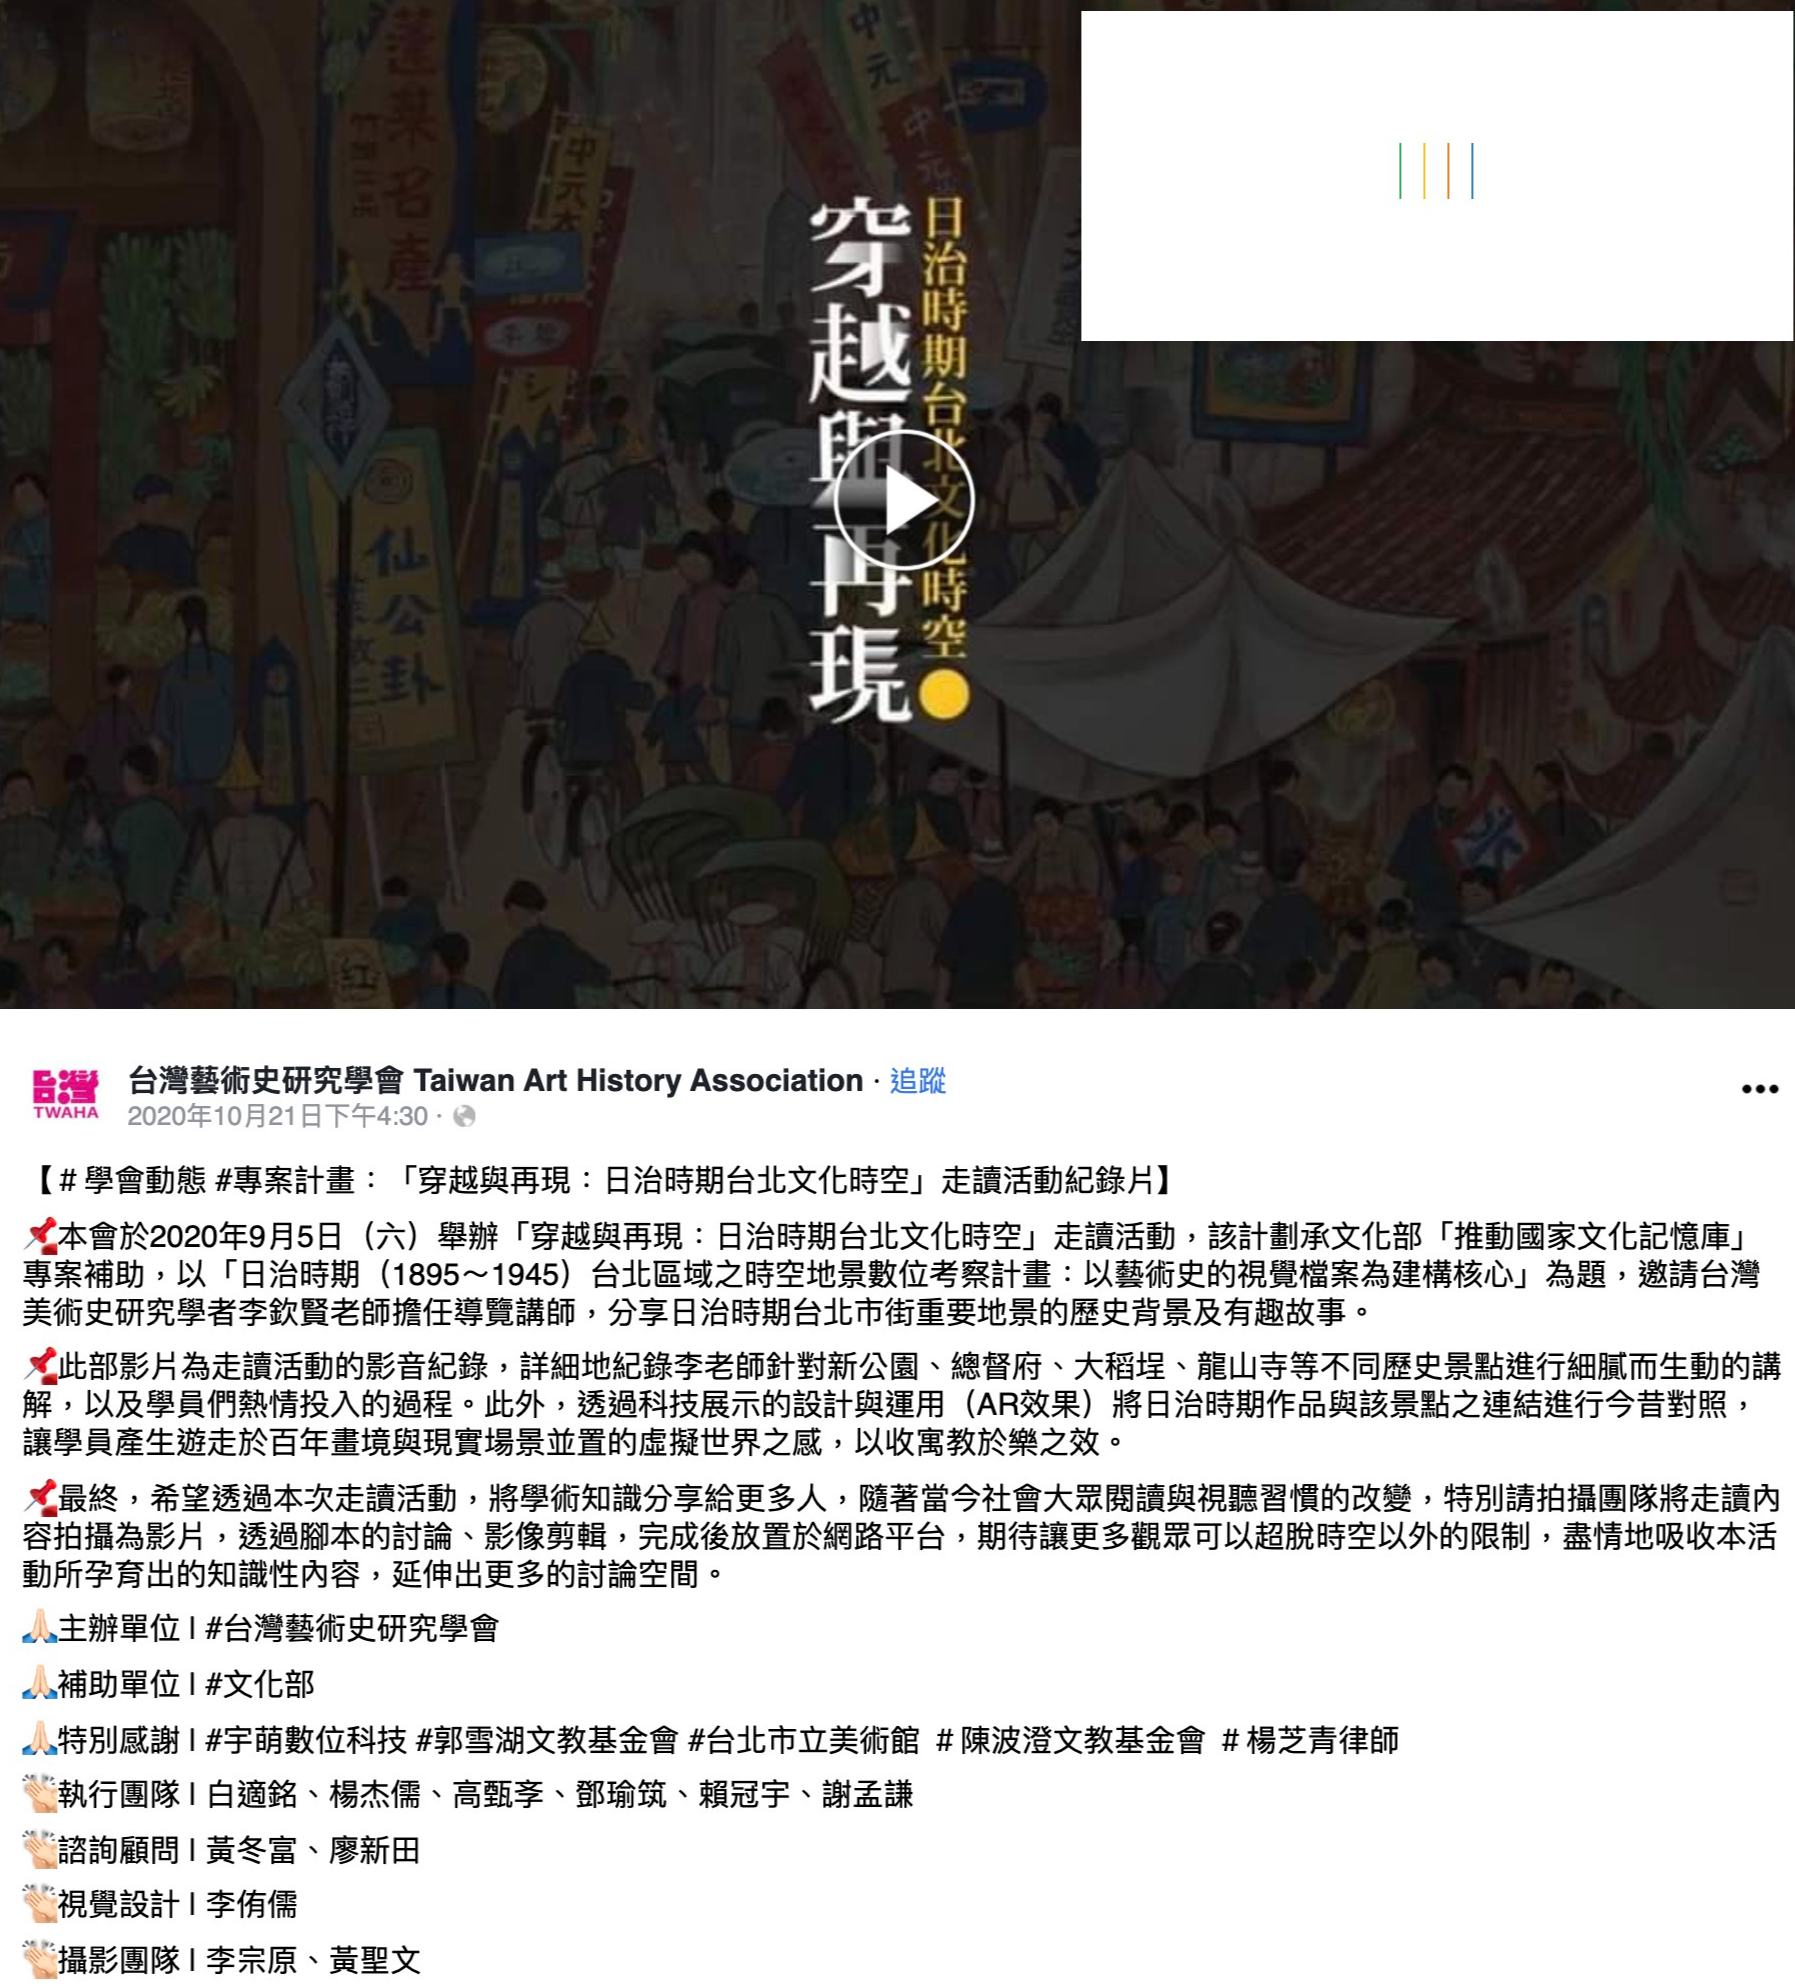 蓬萊名產
中元
中元
中元
仙公卦
紅
日治時期台北文化時空
穿越與再現
台灣
TWAHA
台灣藝術史研究學會 Taiwan Art History Association · 追蹤
2020年10月21日下午4:30 ·
【# 學會動態 #專案計畫：「穿越與再現：日治時期台北文化時空」走讀活動紀錄片】
📌本會於2020年9月5日（六）舉辦「穿越與再現：日治時期台北文化時空」走讀活動，該計劃承文化部「推動國家文化記憶庫」
專案補助，以「日治時期（1895～1945）台北區域之時空地景數位考察計畫：以藝術史的視覺檔案為建構核心」為題，邀請台灣
美術史研究學者李欽賢老師擔任導覽講師，分享日治時期台北市街重要地景的歷史背景及有趣故事。
📌此部影片為走讀活動的影音紀錄，詳細地紀錄李老師針對新公園、總督府、大稻埕、龍山寺等不同歷史景點進行細膩而生動的講
解，以及學員們熱情投入的過程。此外，透過科技展示的設計與運用（AR效果）將日治時期作品與該景點之連結進行今昔對照，
讓學員產生遊走於百年畫境與現實場景並置的虛擬世界之感，以收寓教於樂之效。
📌最終，希望透過本次走讀活動，將學術知識分享給更多人，隨著當今社會大眾閱讀與視聽習慣的改變，特別請拍攝團隊將走讀內
容拍攝為影片，透過腳本的討論、影像剪輯，完成後放置於網路平台，期待讓更多觀眾可以超脫時空以外的限制，盡情地吸收本活
動所孕育出的知識性內容，延伸出更多的討論空間。
🙏🏻主辦單位 l #台灣藝術史研究學會
🙏🏻補助單位 l #文化部
🙏🏻特別感謝 l #宇萌數位科技 #郭雪湖文教基金會 #台北市立美術館 # 陳波澄文教基金會 # 楊芝青律師
👏🏻執行團隊 l 白適銘、楊杰儒、高甄斈、鄧瑜筑、賴冠宇、謝孟謙
👏🏻諮詢顧問 l 黃冬富、廖新田
👏🏻視覺設計 l 李侑儒
👏🏻攝影團隊 l 李宗原、黃聖文